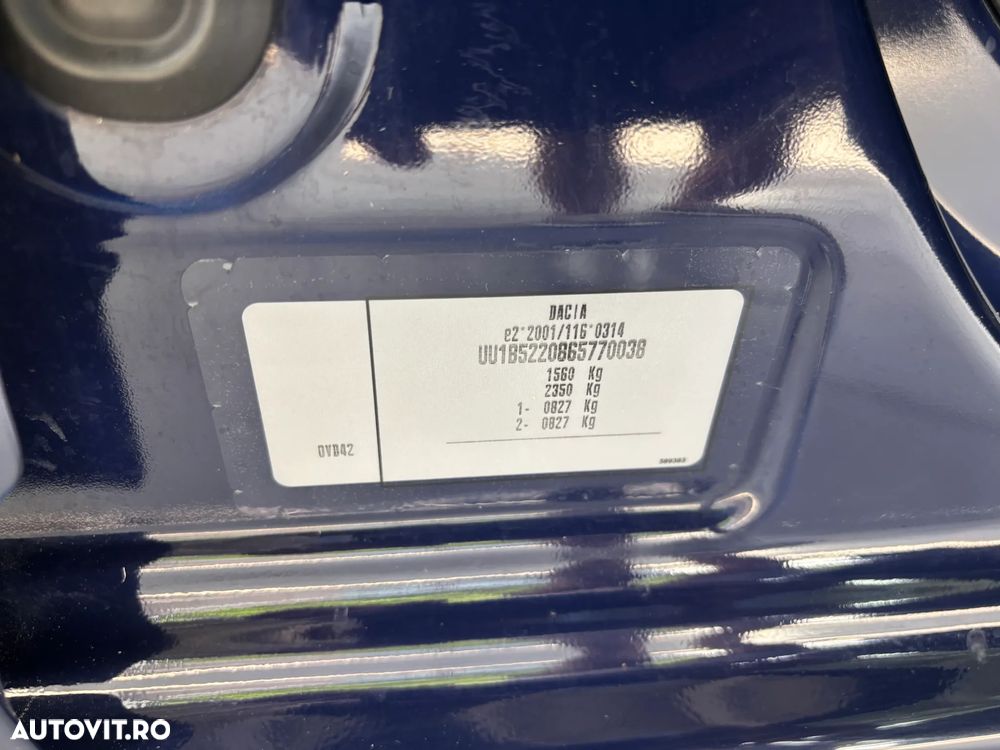 DACIA
e2*2001/116*0314
UU1B5220865770038
1560 Kg
2350 Kg
1- 0827 Kg
2- 0827 Kg
OVB42
580383
AUTOVIT.RO